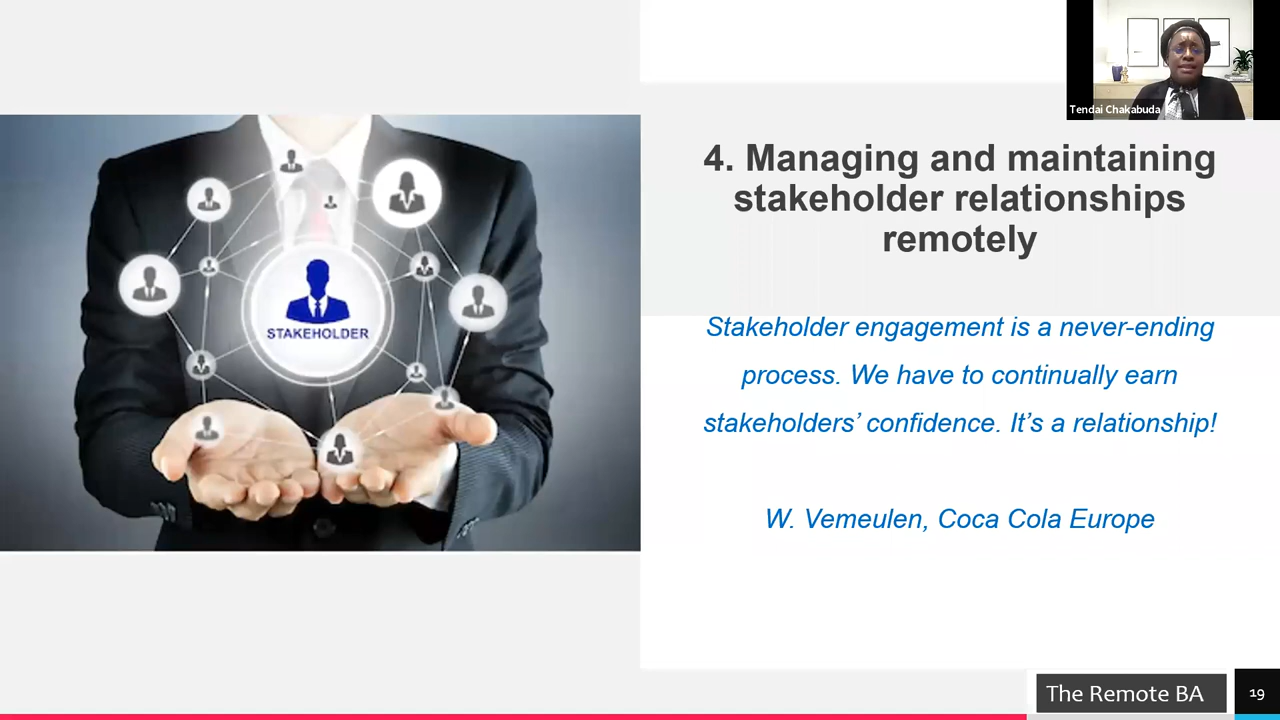 Tendai Chakabuda
4. Managing and maintaining
stakeholder relationships
remotely
STAKEHOLDER
Stakeholder engagement is a never-ending
process. We have to continually earn
stakeholders’ confidence. It’s a relationship!
W. Vemeulen, Coca Cola Europe
The Remote BA
19